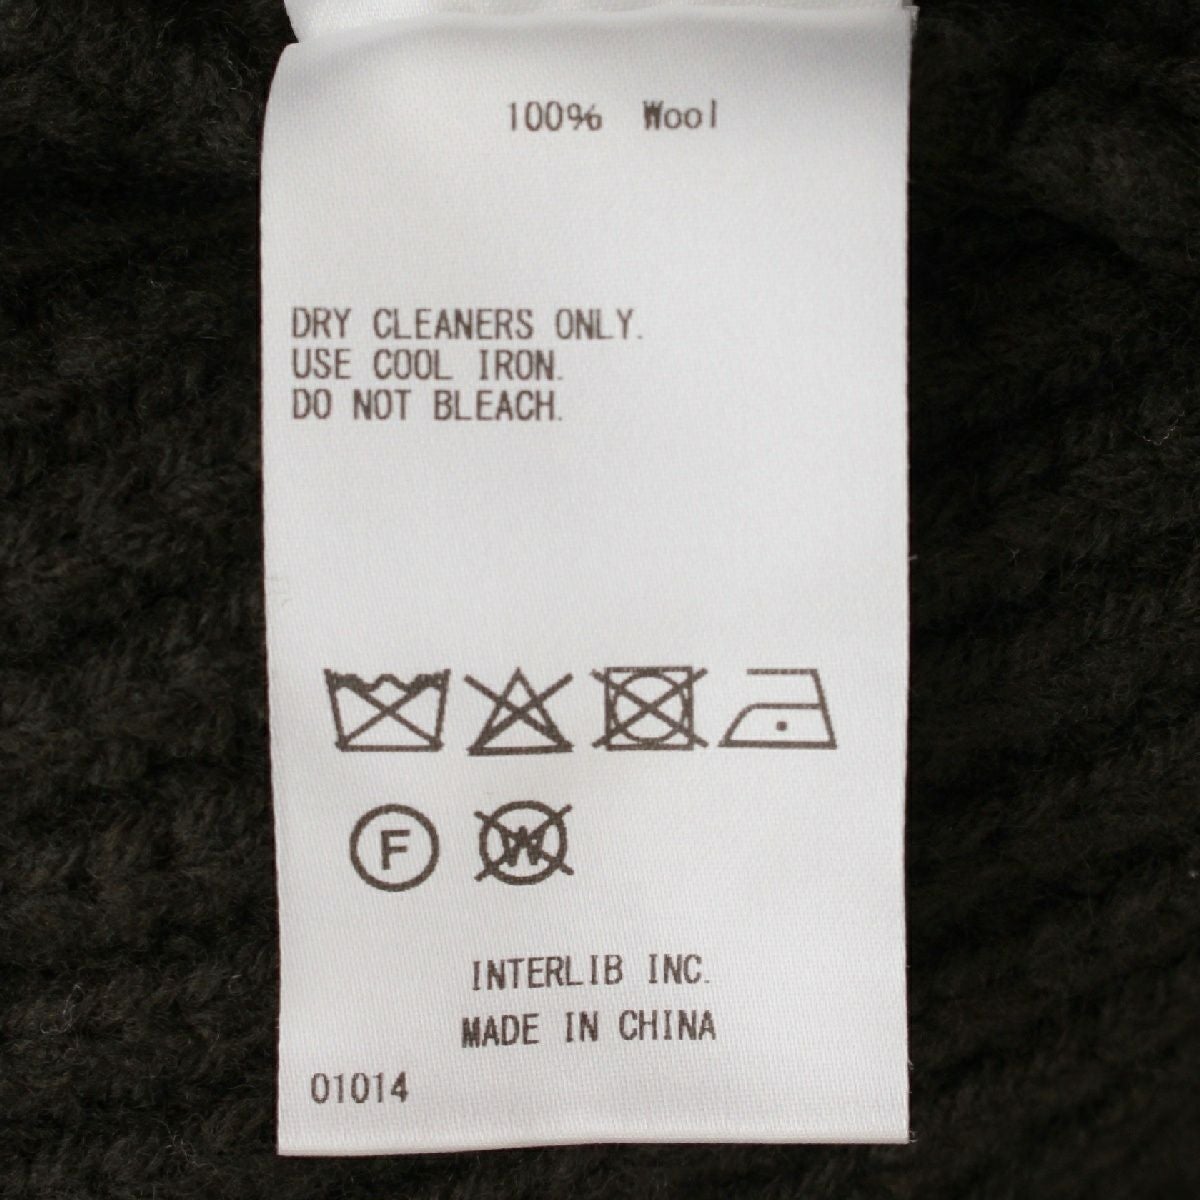 100% Wool
DRY CLEANERS ONLY.
USE COOL IRON.
DO NOT BLEACH.
F W
INTERLIB INC.
MADE IN CHINA
01014